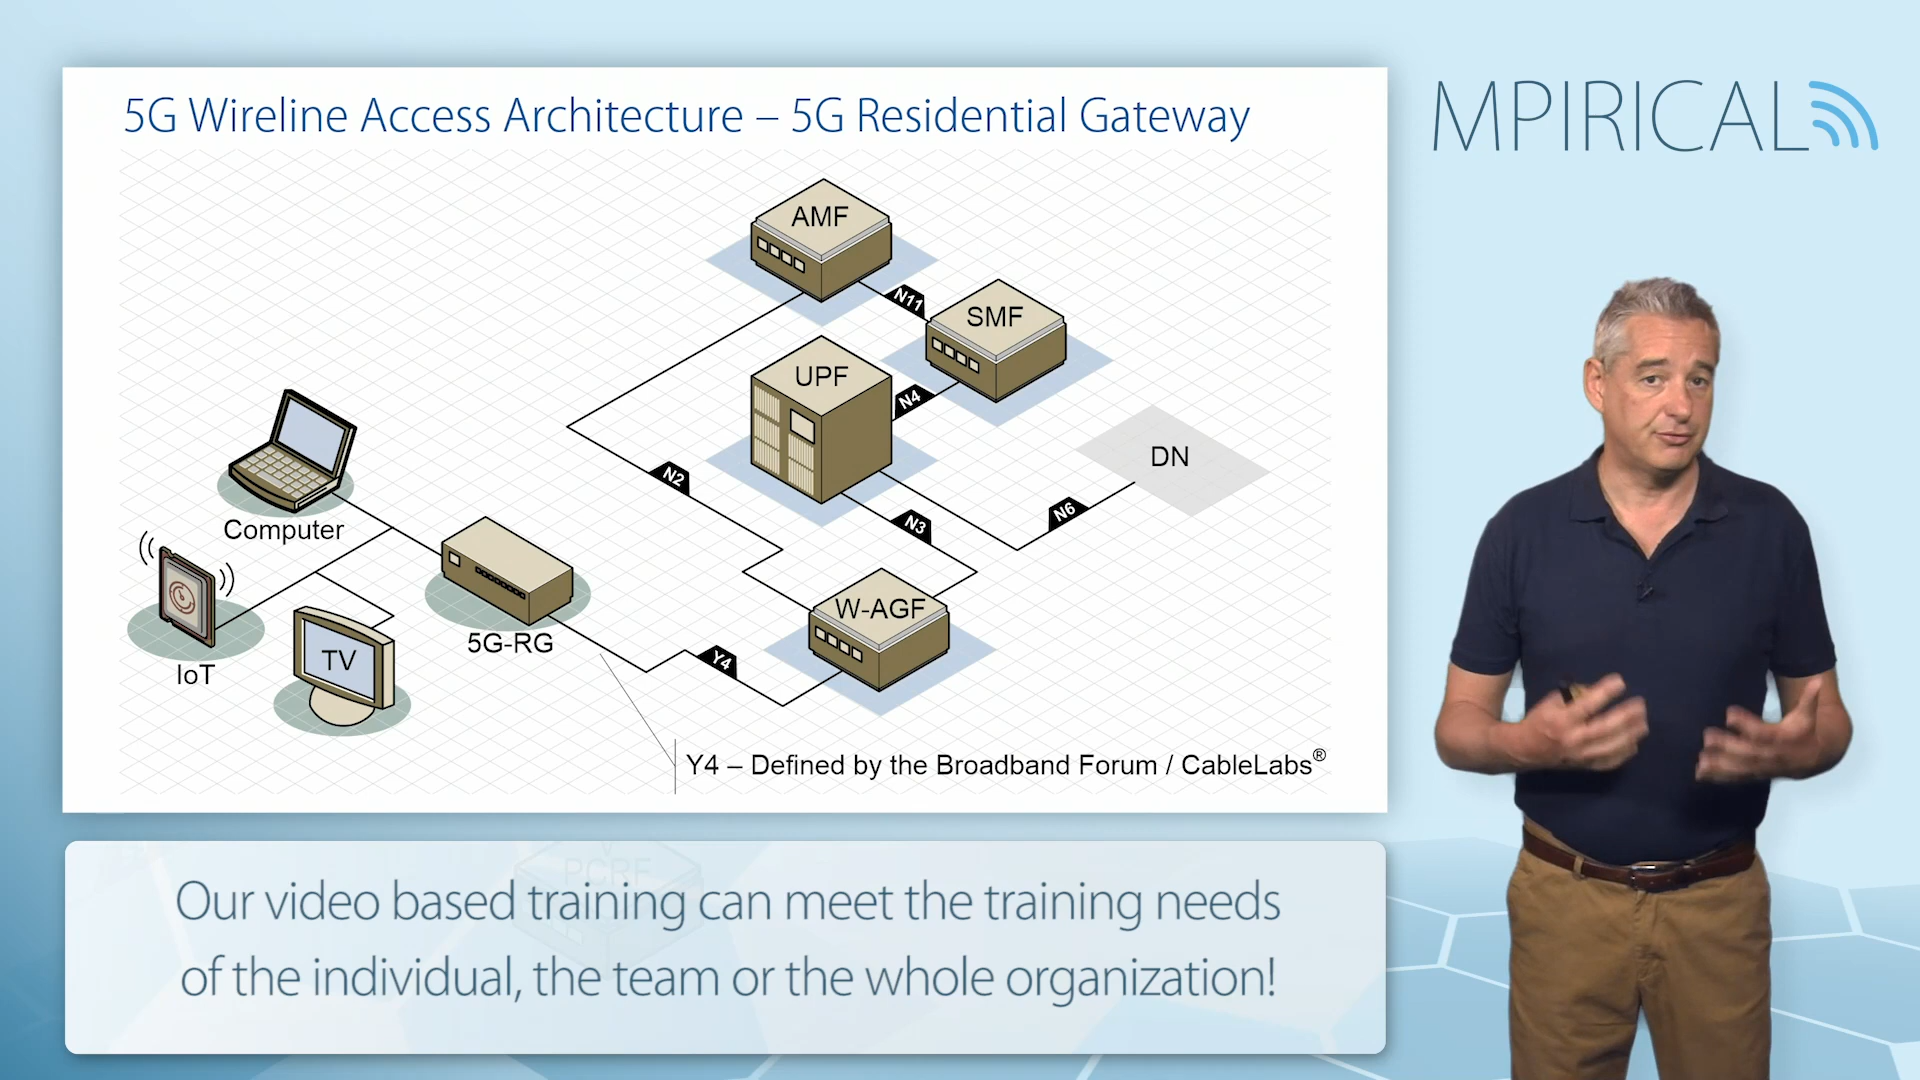 5G Wireline Access Architecture – 5G Residential Gateway
MPIRICAL
AMF
N11
SMF
UPF
N4
DN
N2
N3
N6
Computer
IoT
TV
5G-RG
W-AGF
Y4
Y4 – Defined by the Broadband Forum / CableLabs®
PCRF
Our video based training can meet the training needs
of the individual, the team or the whole organization!